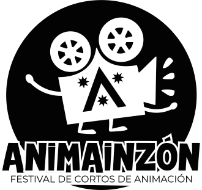 ANiMAiNZÓN
FESTIVAL DE CORTOS DE ANIMACIÓN